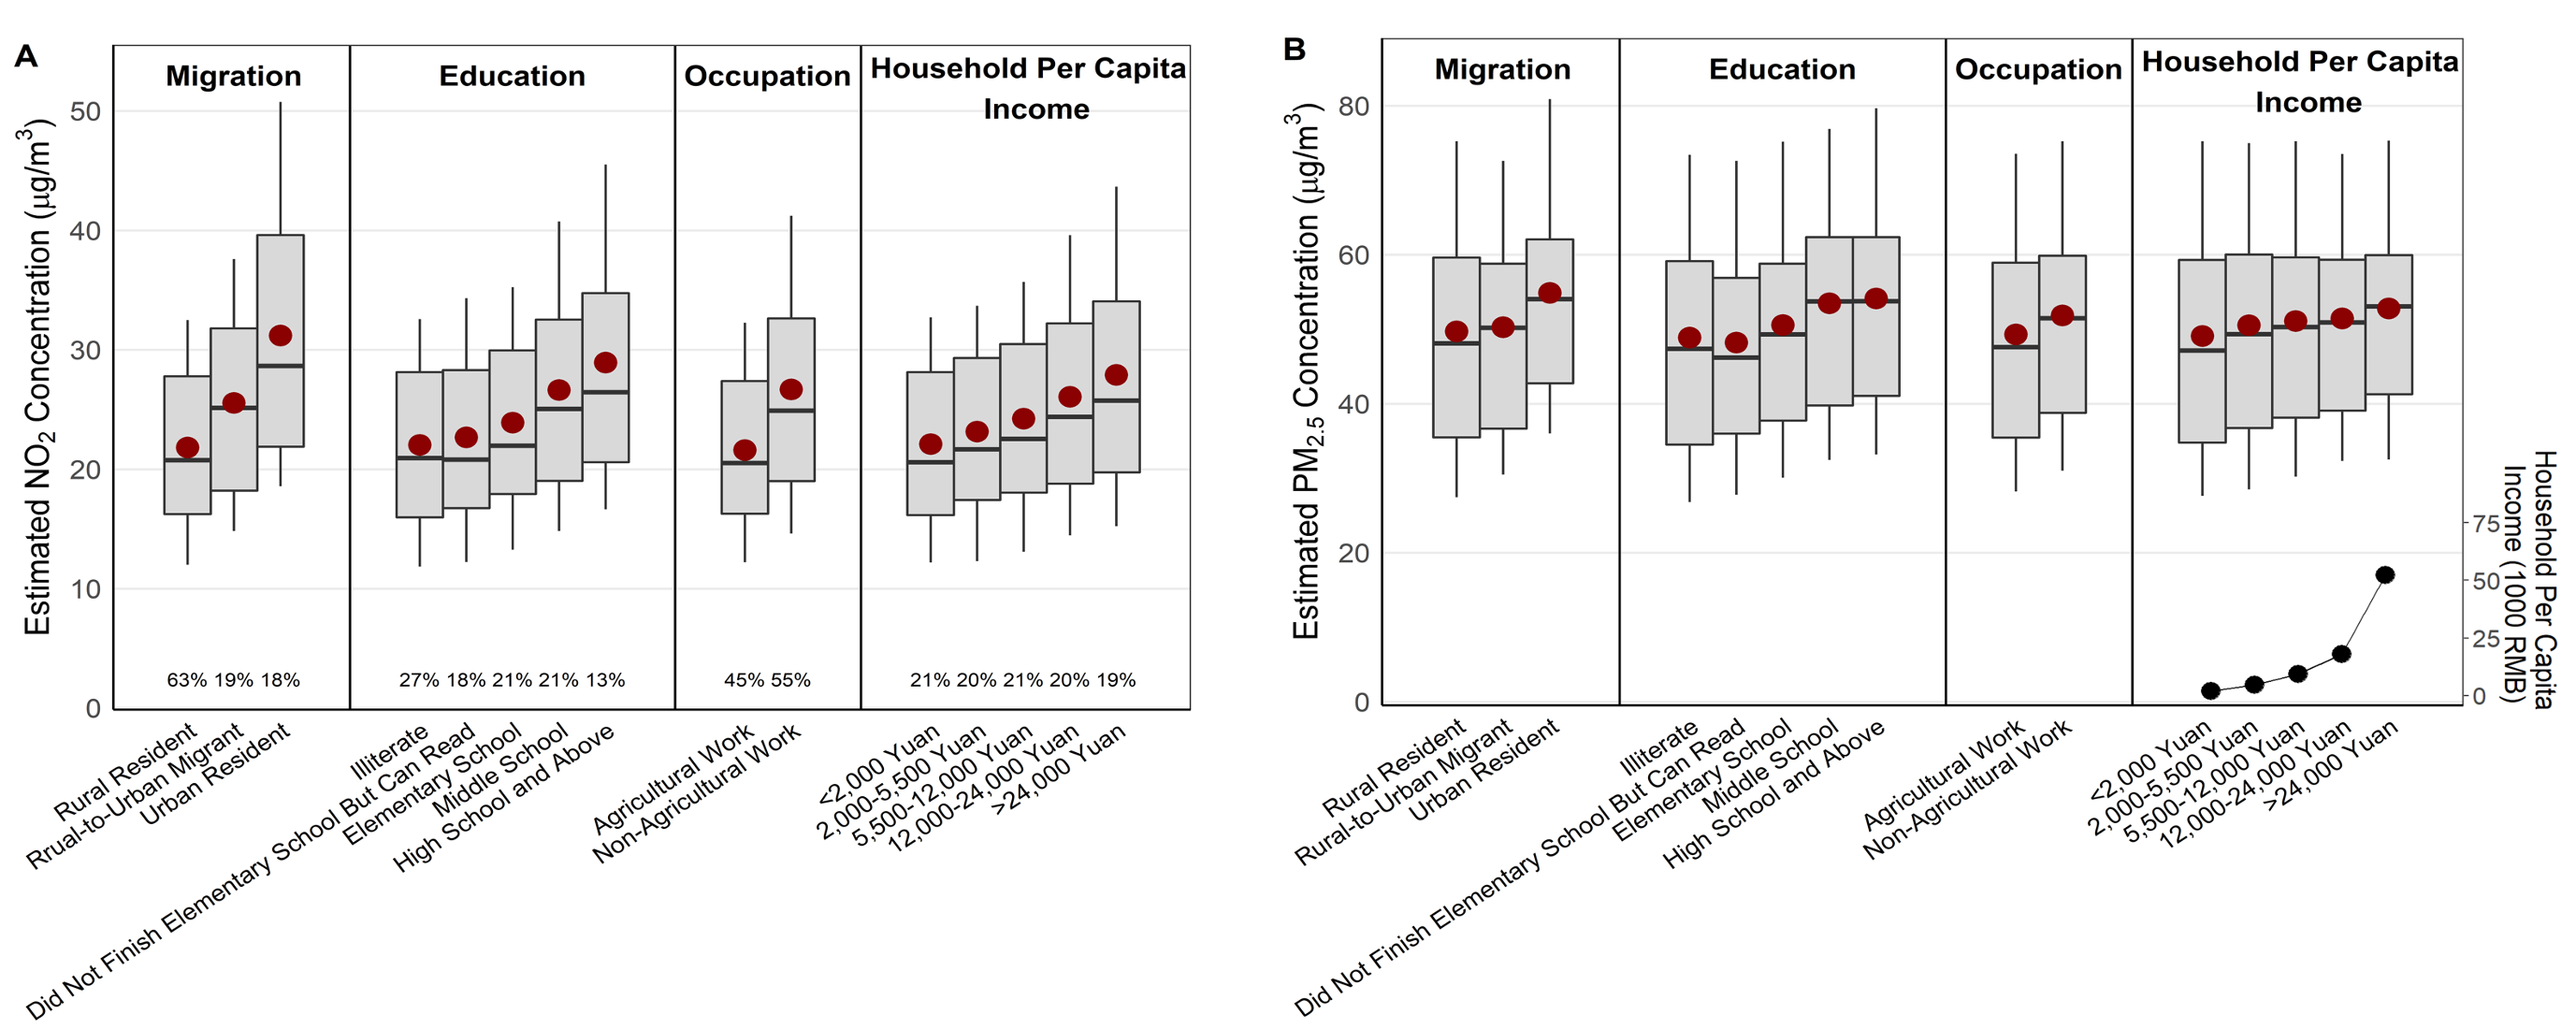 A
Migration
Education
Occupation
Household Per Capita
Income
Estimated NO2 Concentration (μg/m3)
50
40
30
20
10
0
63% 19% 18%
27% 18% 21% 21% 13%
45% 55%
21% 20% 21% 20% 19%
Rural Resident
Rrual-to-Urban Migrant
Urban Resident
Illiterate
Did Not Finish Elementary School But Can Read
Elementary School
Middle School
High School and Above
Agricultural Work
Non-Agricultural Work
<2,000 Yuan
2,000-5,500 Yuan
5,500-12,000 Yuan
12,000-24,000 Yuan
>24,000 Yuan
B
Migration
Education
Occupation
Household Per Capita
Income
Estimated PM2.5 Concentration (μg/m3)
80
60
40
20
0
Household Per Capita
Income (1000 RMB)
75
50
25
0
Rural Resident
Rural-to-Urban Migrant
Urban Resident
Illiterate
Did Not Finish Elementary School But Can Read
Elementary School
Middle School
High School and Above
Agricultural Work
Non-Agricultural Work
<2,000 Yuan
2,000-5,500 Yuan
5,500-12,000 Yuan
12,000-24,000 Yuan
>24,000 Yuan